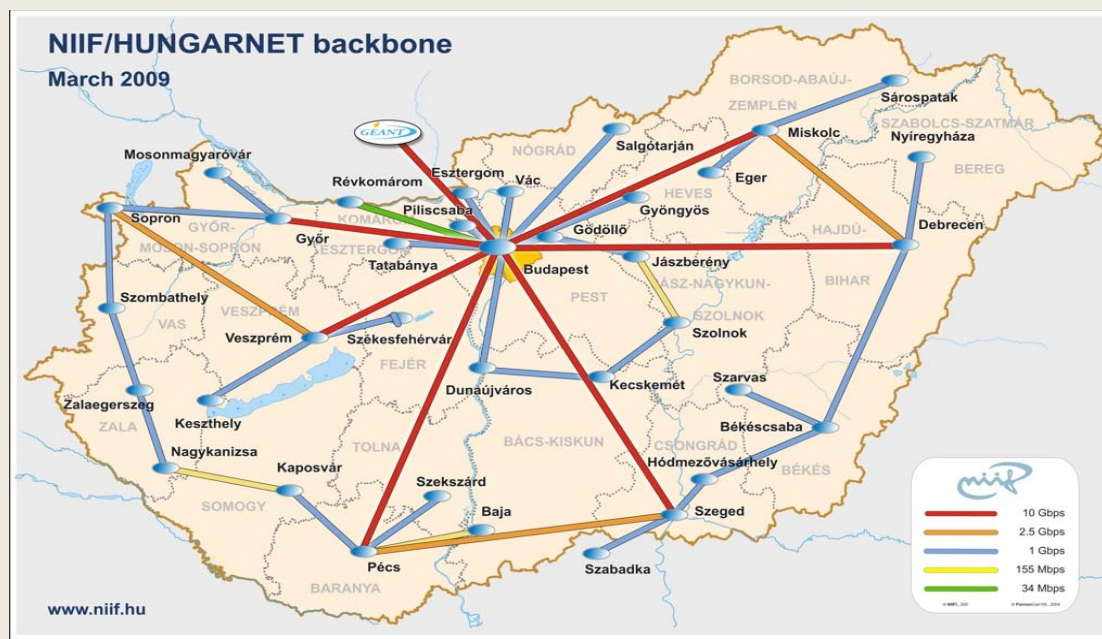 NIIF/HUNGARNET backbone
March 2009
BORSOD-ABAÚJ-
ZEMPLÉN
Sárospatak
SZABOLCS-SZATMÁR
Nyíregyháza
BEREG
GEANT
Miskolc
NÓGRÁD
Salgótarján
Mosonmagyaróvár
Esztergom
Vác
Eger
HEVES
Révkomárom
Gyöngyös
Piliscsaba
KOMÁROM
Sopron
Gödöllő
HAJDÚ-
Debrecen
GYŐR-
MOSON-SOPRON
Győr
ESZTERGOM
Tatabánya
Budapest
Jászberény
JÁSZ-NAGYKUN-
BIHAR
Szombathely
VESZPRÉM
PEST
SZOLNOK
VAS
Veszprém
Székesfehérvár
Szolnok
FEJÉR
Dunaújváros
Kecskemét
Szarvas
Zalaegerszeg
ZALA
Keszthely
Békéscsaba
TOLNA
BÁCS-KISKUN
CSONGRÁD
Nagykanizsa
Kaposvár
Hódmezővásárhely
BÉKÉS
Szekszárd
SOMOGY
Baja
Szeged
Pécs
Szabadka
BARANYA
niif
10 Gbps
2.5 Gbps
1 Gbps
155 Mbps
34 Mbps
www.niif.hu